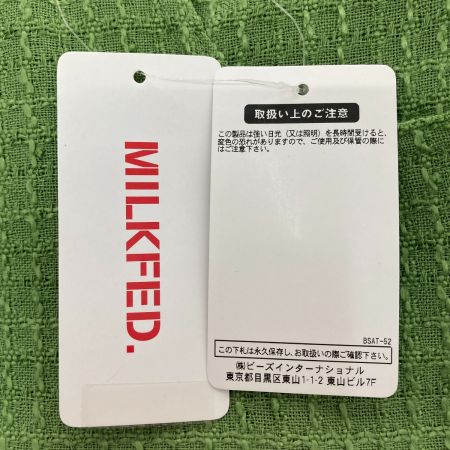 MILKFEED.
取扱い上のご注意
この製品は強い日光（又は照明）を長時間受けると、
変色の恐れがありますので、ご使用及び保管の際に
はご注意下さい。
BSAT-52
この下札は永久保存し、お取扱いの際ご確認下さい。
㈱ビーズインターナショナル
東京都目黒区東山1-1-2 東山ビル7F